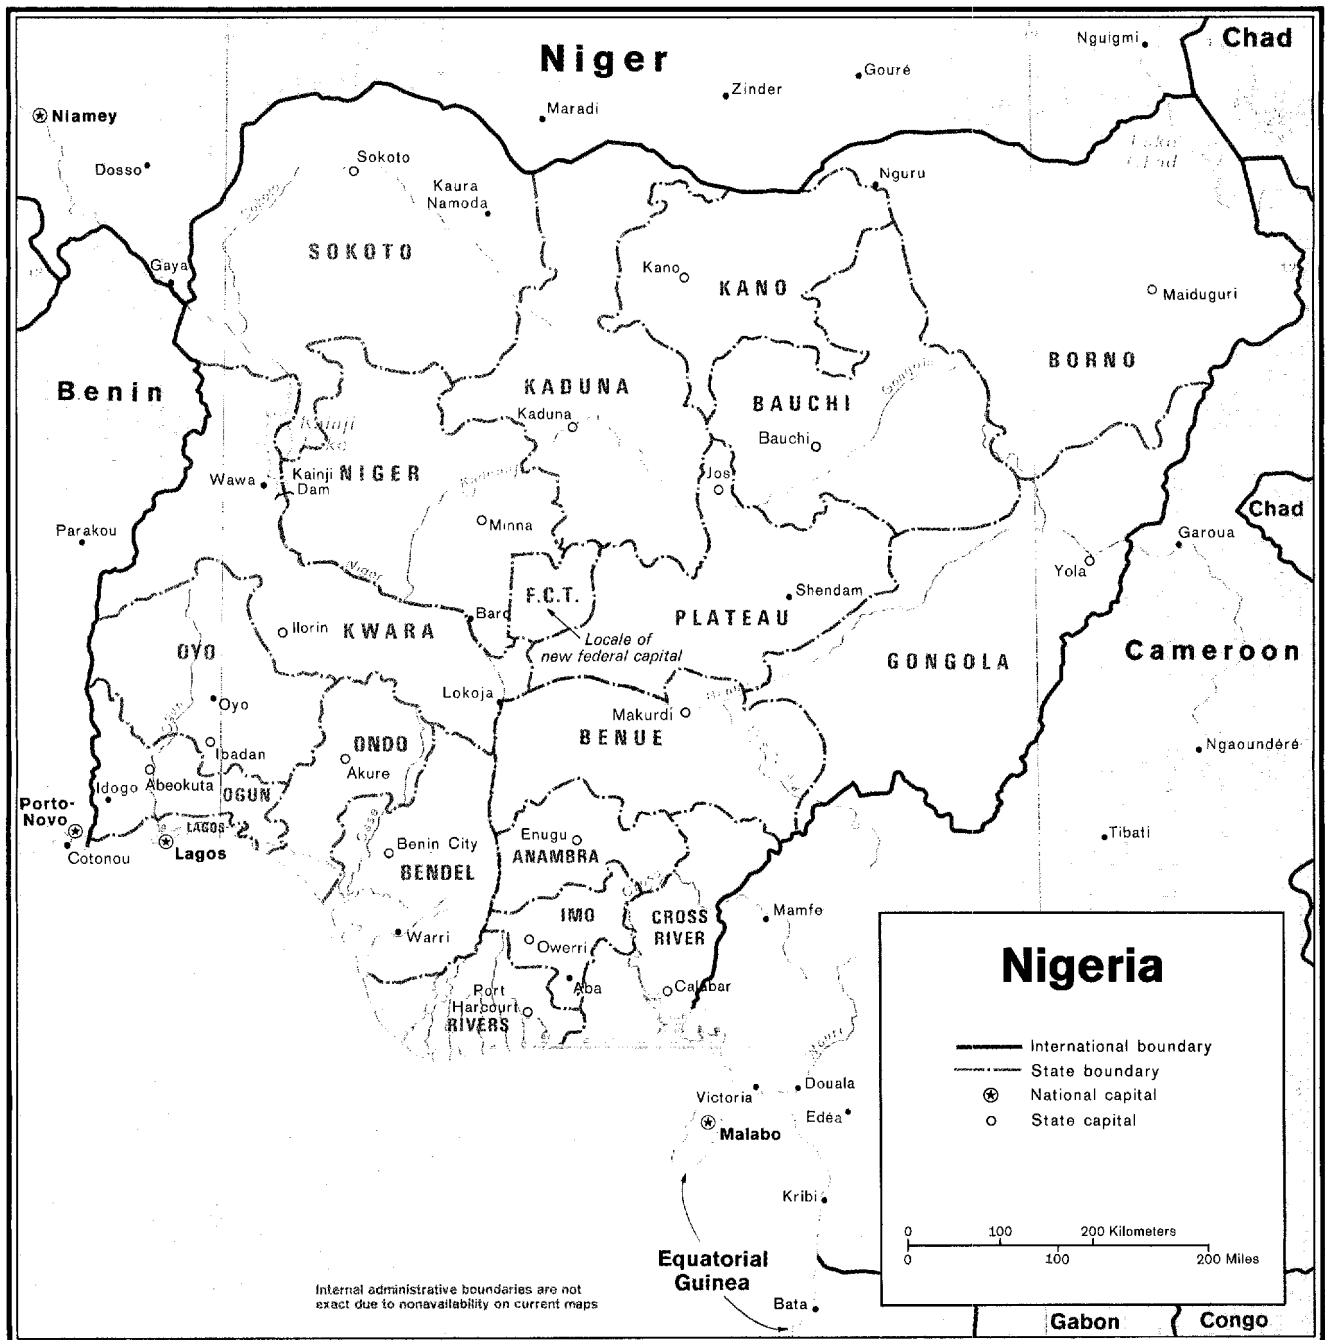 Niger
Chad
Nguigmi
Gouré
Zinder
Maradi
Niamey
Dosso
Sokoto
Kaura
Namoda
Nguru
Lake
Chad
SOKOTO
Gaya
Kano
KANO
Maiduguri
BORNO
Benin
KADUNA
Kaduna
BAUCHI
Bauchi
Kainji
Lake
Wawa
Kainji
Dam
NIGER
Jos
Minna
Chad
Parakou
Garoua
Yola
Niger
F.C.T.
Shendam
Baro
Ilorin
KWARA
PLATEAU
Locale of
new federal capital
OYO
GONGOLA
Cameroon
Lokoja
Oyo
Makurdi
BENUE
ONDO
Akure
Ibadan
Ngaoundéré
Idogo
Abeokuta
OGUN
Porto-
Novo
LAGOS
Lagos
Cotonou
Benin City
BENDEL
Enugu
ANAMBRA
Tibati
IMO
CROSS
RIVER
Mamfe
Warri
Owerri
Aba
Calabar
Port
Harcourt
RIVERS
Nigeria
International boundary
State boundary
National capital
State capital
Victoria
Douala
Edéa
Malabo
Kribi
0 100 200 Kilometers
0 100 200 Miles
Equatorial
Guinea
Internal administrative boundaries are not
exact due to nonavailability on current maps
Bata
Gabon
Congo